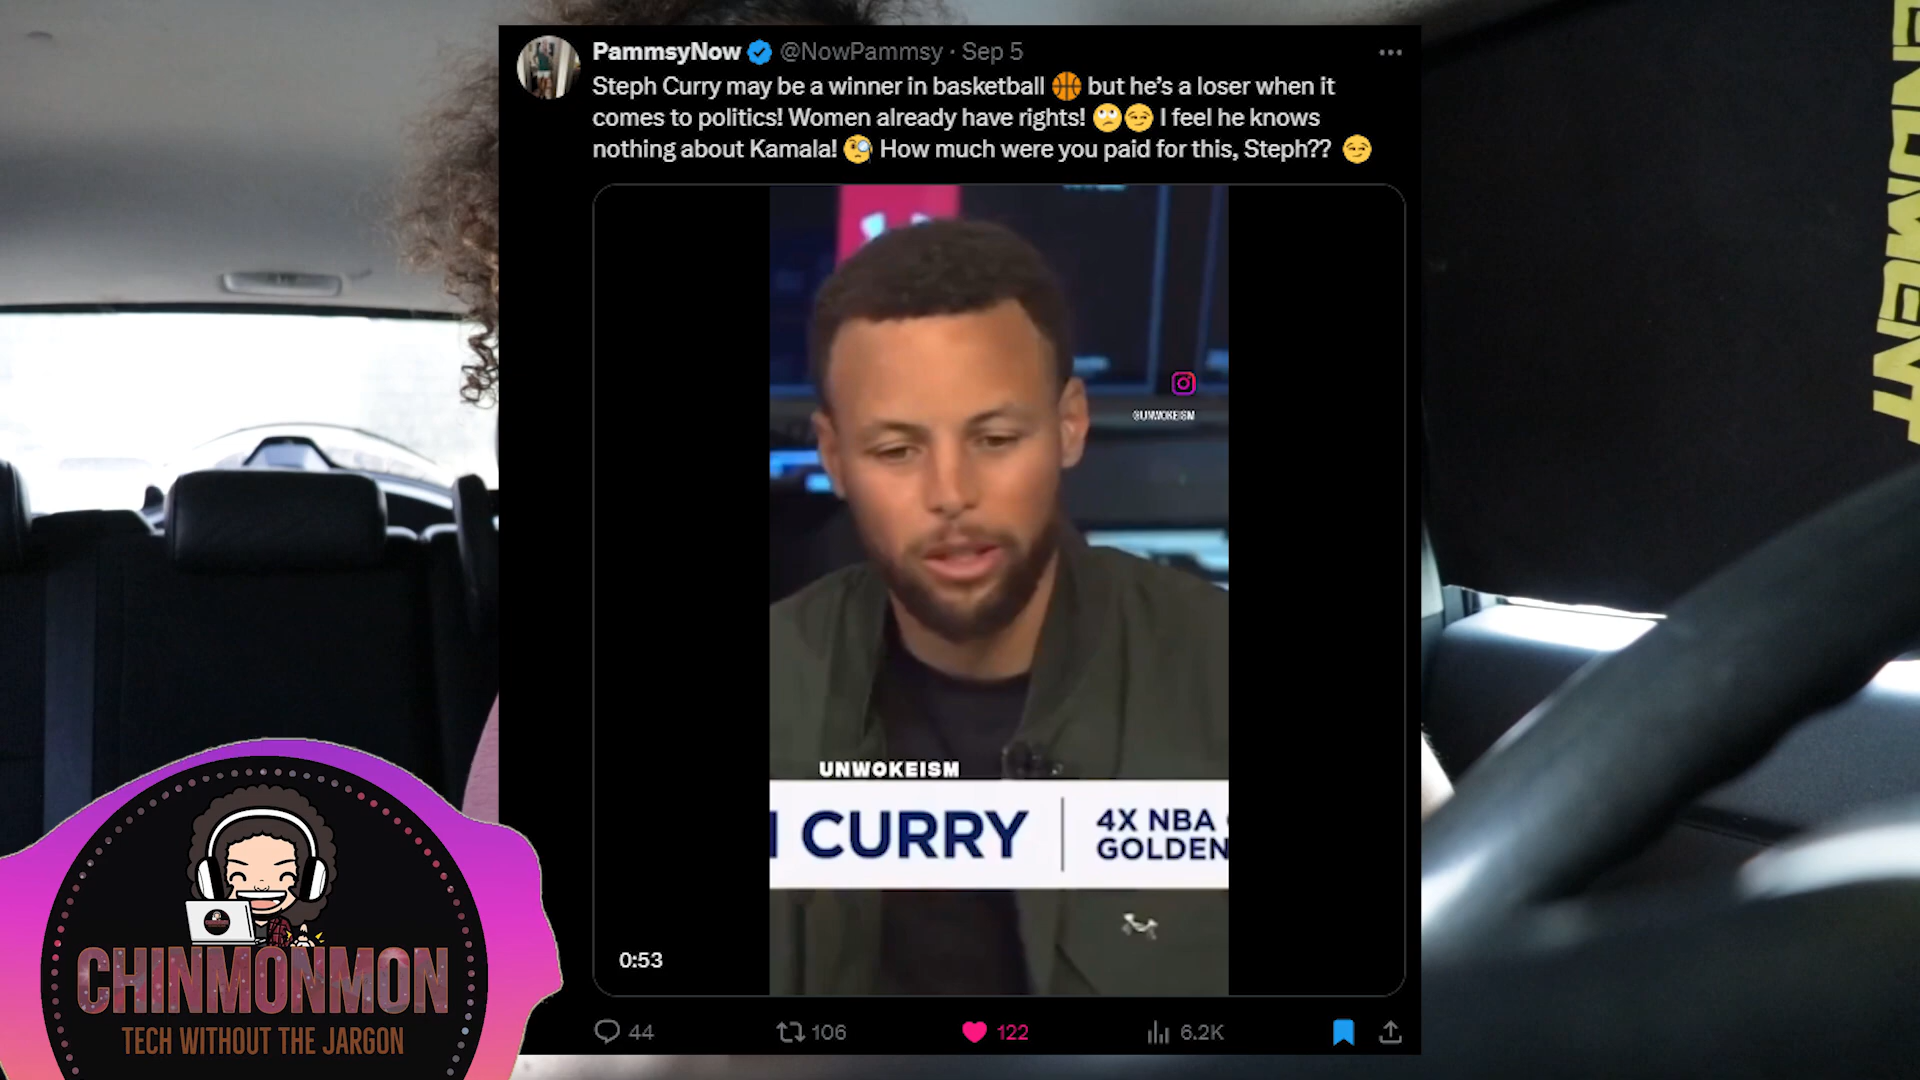 PammsyNow @NowPammsy · Sep 5
Steph Curry may be a winner in basketball 🏀 but he's a loser when it
comes to politics! Women already have rights! 🙄😏 I feel he knows
nothing about Kamala! 🧐 How much were you paid for this, Steph?? 😏
@UNWOKEISM
UNWOKEISM
CURRY
4X NBA
GOLDEN
0:53
44
106
122
6.2K
CHINMONMON
TECH WITHOUT THE JARGON